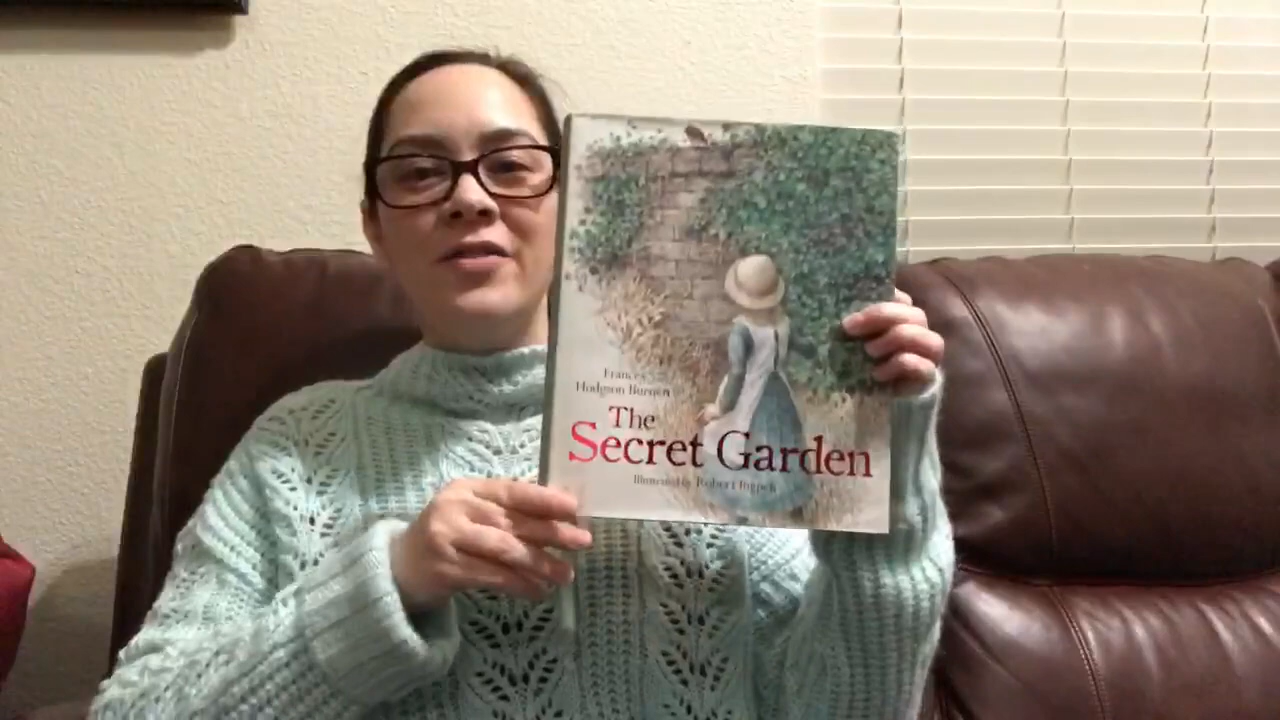 Frances
Hodgson Burnett
The
Secret Garden
Illustrated by Robert Ingpen